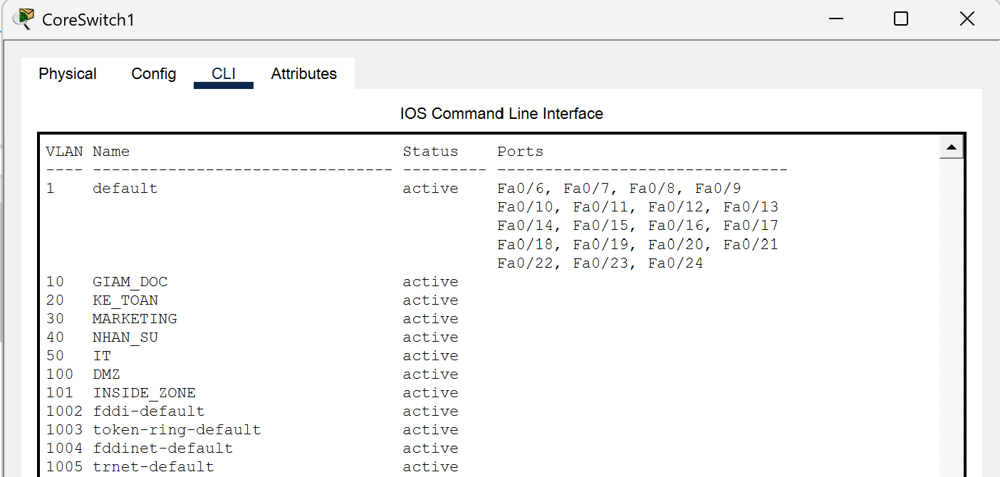 CoreSwitch1
Physical Config CLI Attributes
IOS Command Line Interface
VLAN Name                             Status    Ports
---- -------------------------------- --------- -------------------------------
1    default                          active    Fa0/6, Fa0/7, Fa0/8, Fa0/9
                                                Fa0/10, Fa0/11, Fa0/12, Fa0/13
                                                Fa0/14, Fa0/15, Fa0/16, Fa0/17
                                                Fa0/18, Fa0/19, Fa0/20, Fa0/21
                                                Fa0/22, Fa0/23, Fa0/24
10   GIAM_DOC                         active
20   KE_TOAN                          active
30   MARKETING                        active
40   NHAN_SU                          active
50   IT                               active
100  DMZ                              active
101  INSIDE_ZONE                      active
1002 fddi-default                     active
1003 token-ring-default               active
1004 fddinet-default                  active
1005 trnet-default                    active